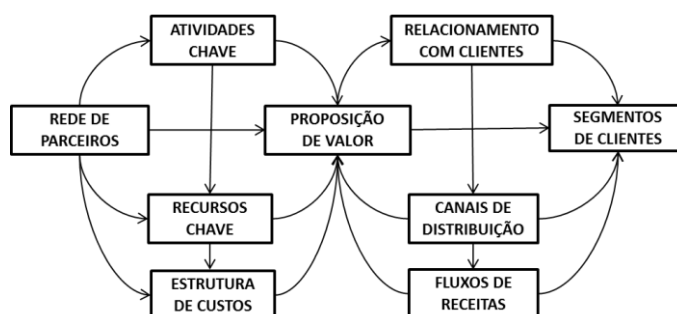 ATIVIDADES
CHAVE
RELACIONAMENTO
COM CLIENTES
REDE DE
PARCEIROS
PROPOSIÇÃO
DE VALOR
SEGMENTOS
DE CLIENTES
RECURSOS
CHAVE
CANAIS DE
DISTRIBUIÇÃO
ESTRUTURA
DE CUSTOS
FLUXOS DE
RECEITAS